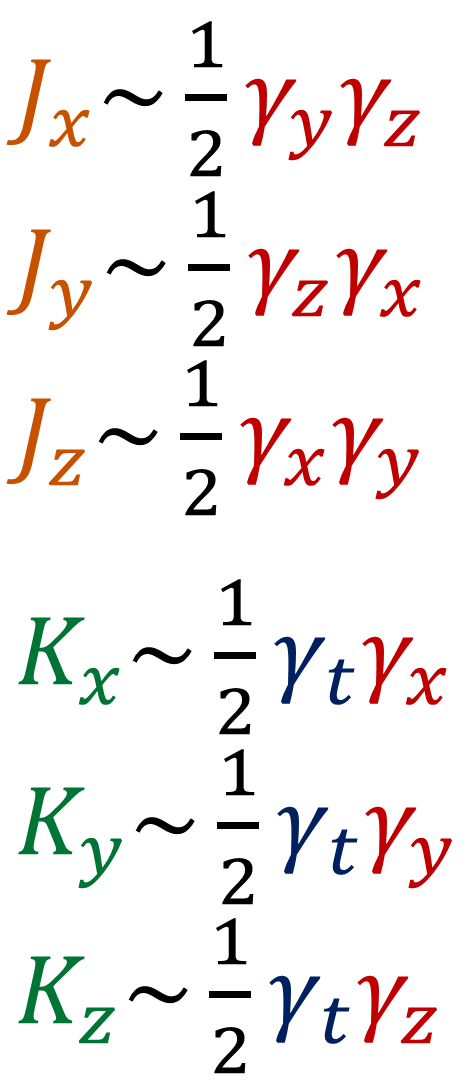 J_x ~ 1/2 γ_y γ_z
J_y ~ 1/2 γ_z γ_x
J_z ~ 1/2 γ_x γ_y
K_x ~ 1/2 γ_t γ_x
K_y ~ 1/2 γ_t γ_y
K_z ~ 1/2 γ_t γ_z